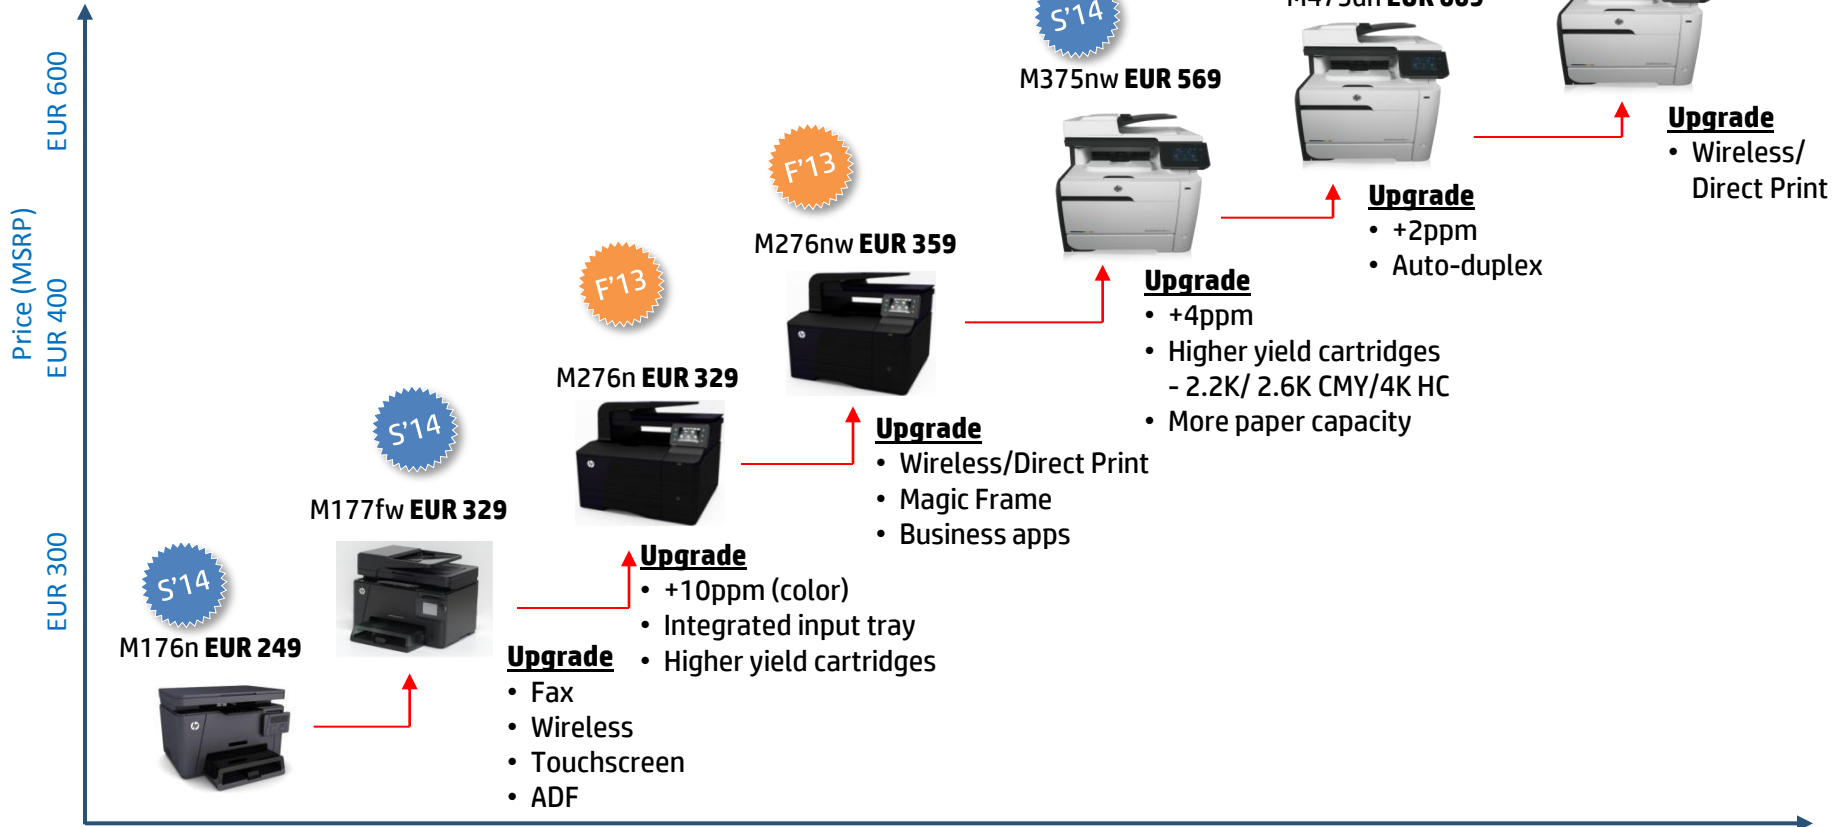 S'14
M375nw EUR 569
EUR 600
Upgrade
• Wireless/
Direct Print
F'13
Upgrade
• +2ppm
• Auto-duplex
M276nw EUR 359
Price (MSRP)
EUR 400
F'13
Upgrade
• +4ppm
• Higher yield cartridges
- 2.2K/ 2.6K CMY/4K HC
• More paper capacity
M276n EUR 329
S'14
Upgrade
• Wireless/Direct Print
• Magic Frame
• Business apps
M177fw EUR 329
EUR 300
S'14
Upgrade
• +10ppm (color)
• Integrated input tray
• Higher yield cartridges
M176n EUR 249
Upgrade
• Fax
• Wireless
• Touchscreen
• ADF